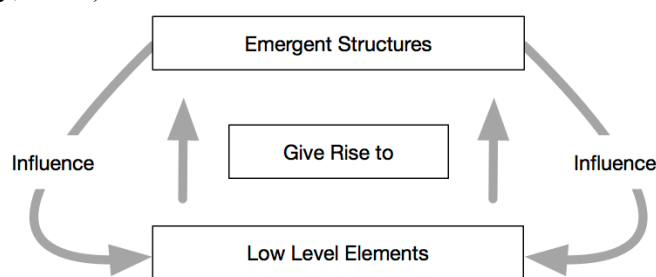 Emergent Structures
Give Rise to
Influence
Influence
Low Level Elements